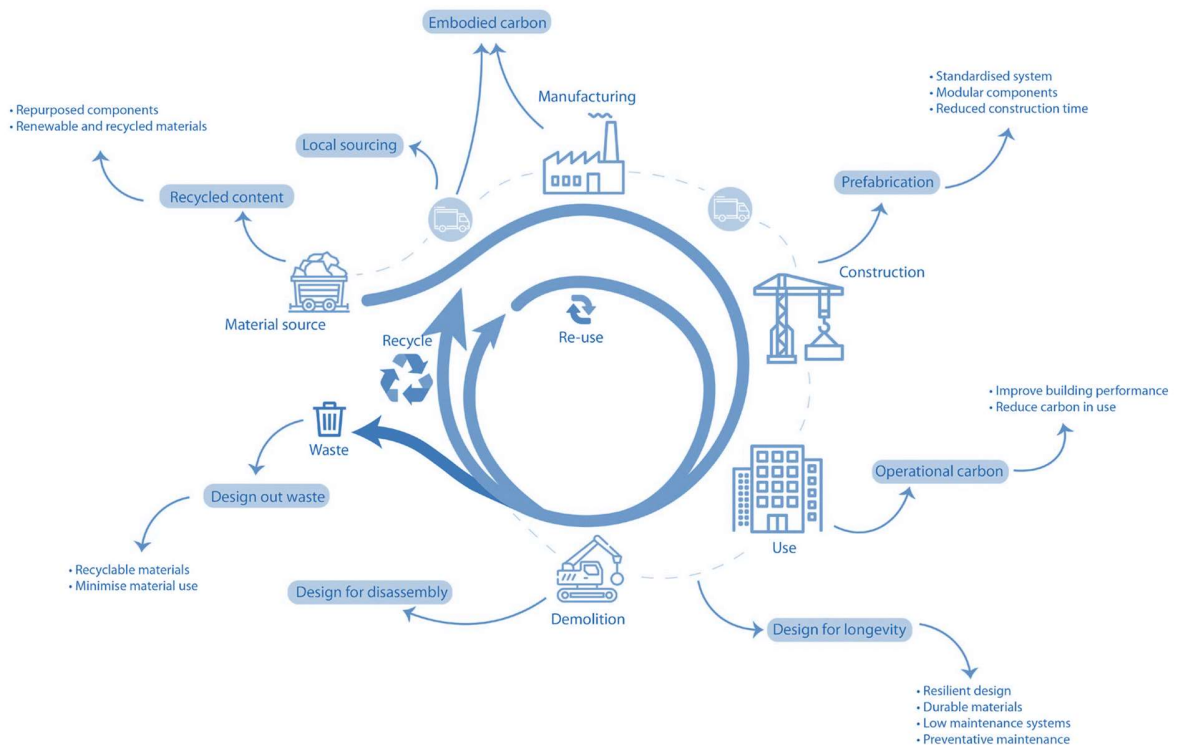 Embodied carbon
Manufacturing
• Standardised system
• Modular components
• Reduced construction time
• Repurposed components
• Renewable and recycled materials
Local sourcing
Prefabrication
Recycled content
Construction
Material source
Re-use
Recycle
• Improve building performance
• Reduce carbon in use
Waste
Operational carbon
Design out waste
Use
• Recyclable materials
• Minimise material use
Design for disassembly
Demolition
Design for longevity
• Resilient design
• Durable materials
• Low maintenance systems
• Preventative maintenance